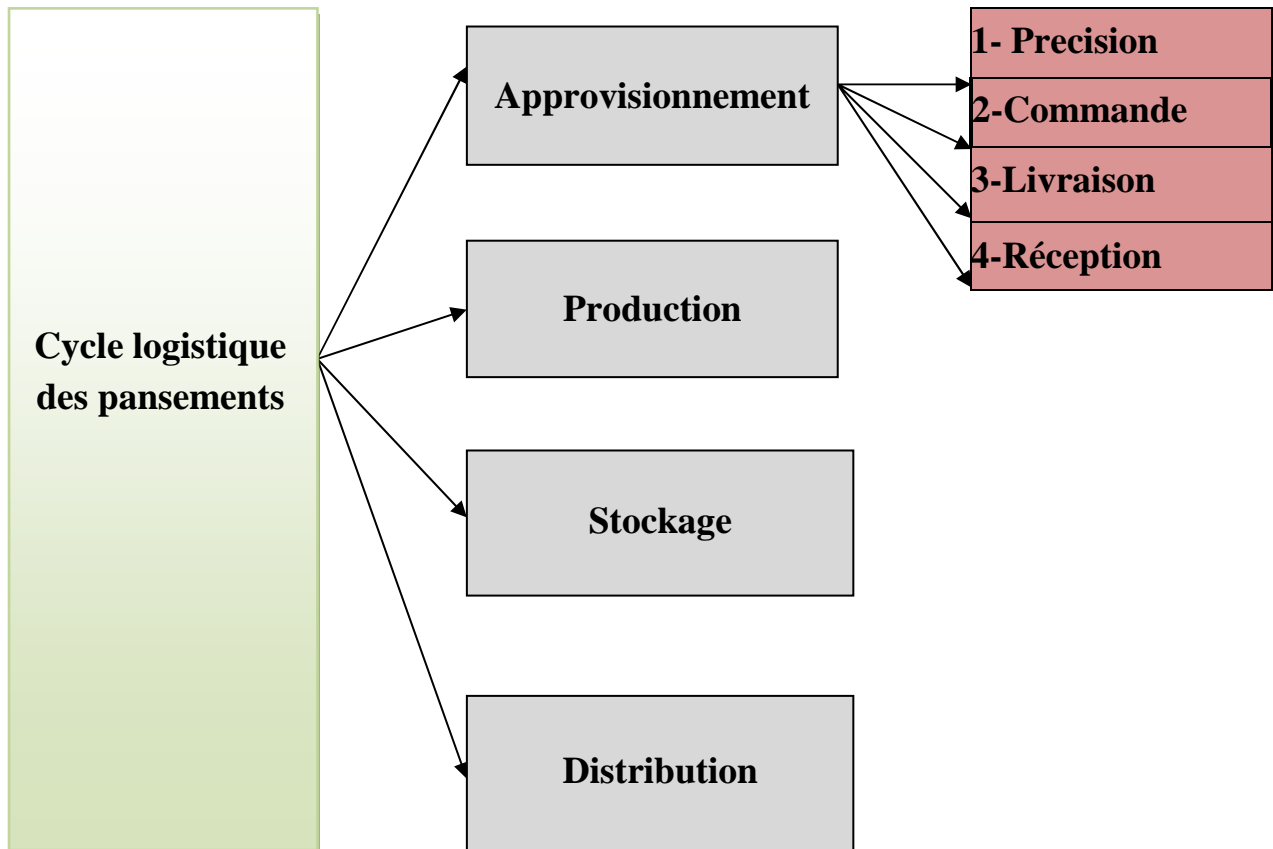 Cycle logistique
des pansements
Approvisionnement
1- Precision
2-Commande
3-Livraison
4-Réception
Production
Stockage
Distribution